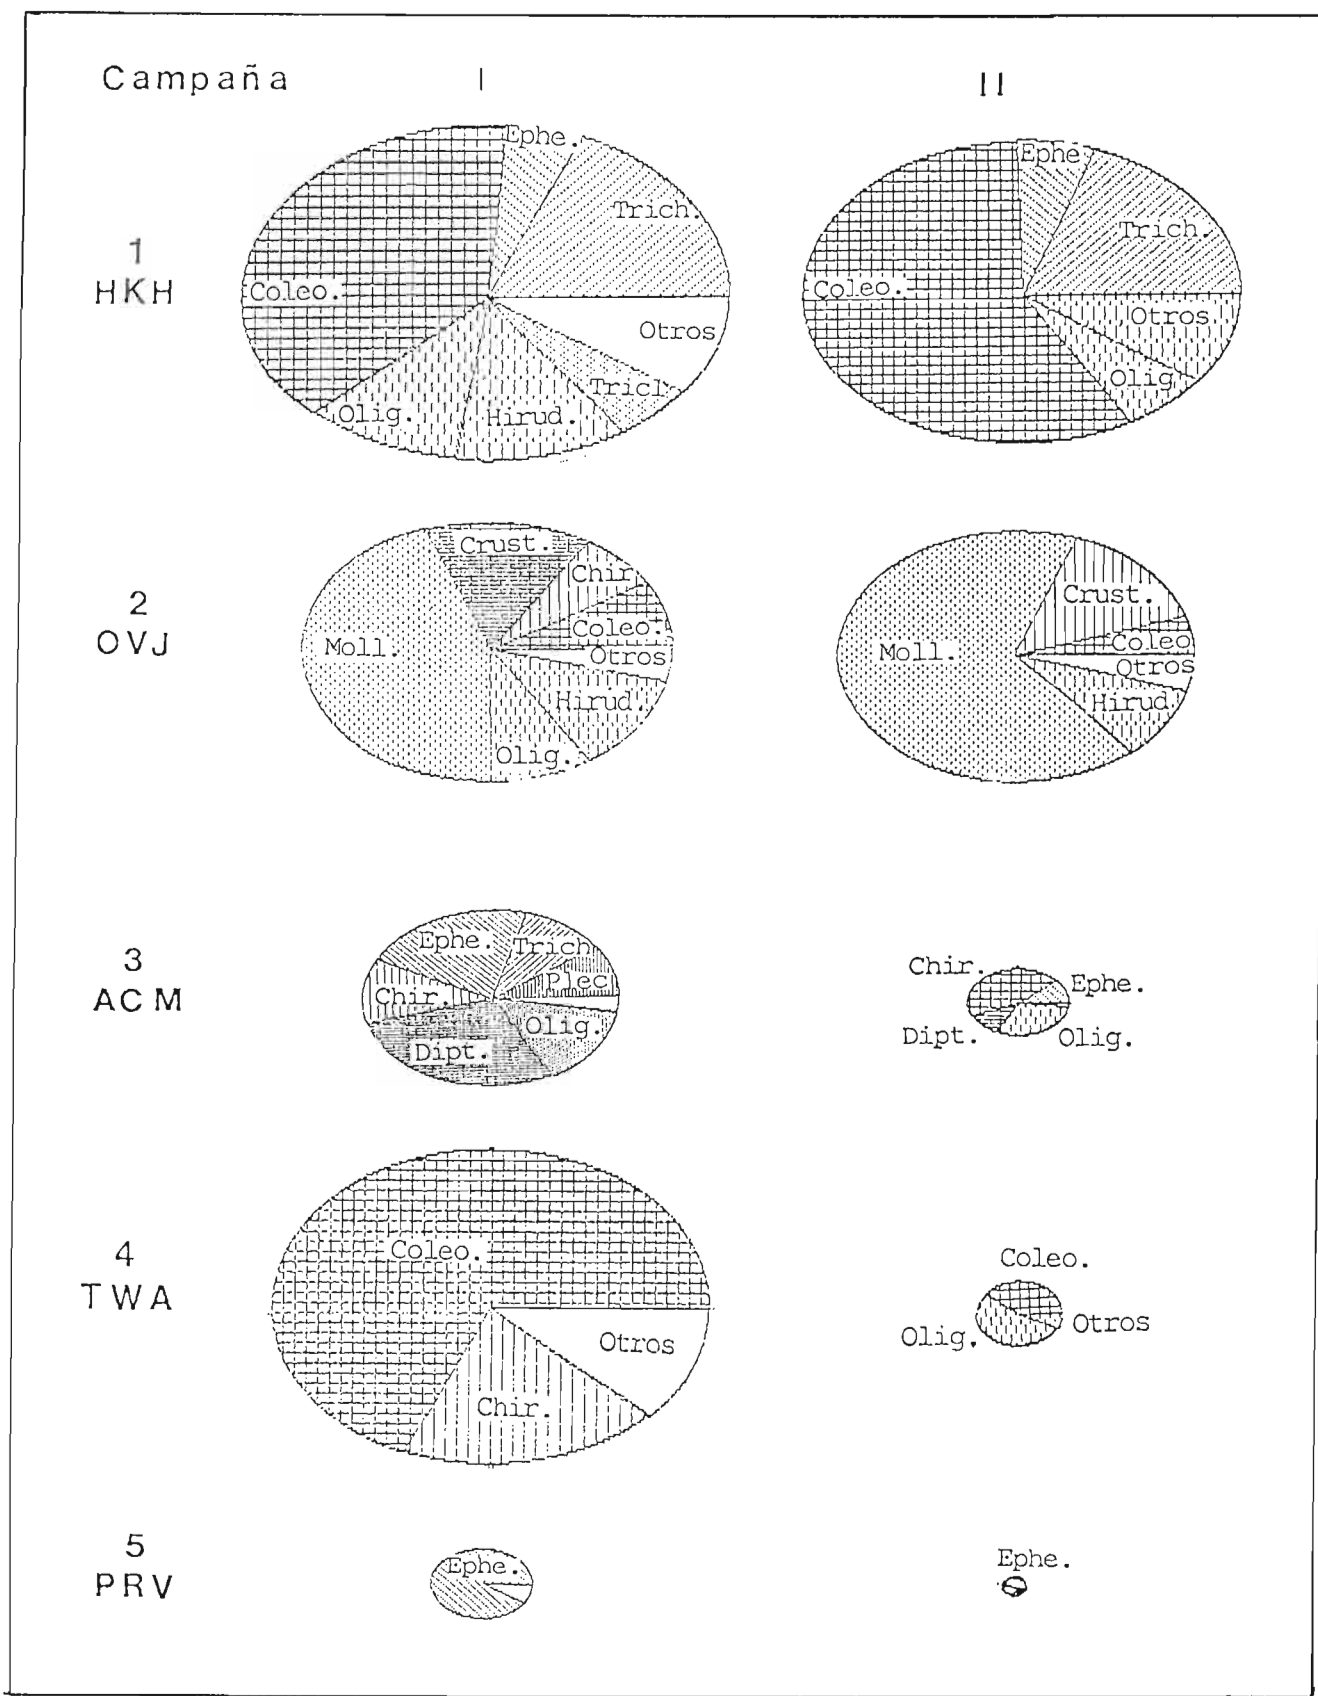 Campaña I II
1
HKH
Ephe.
Trich.
Coleo.
Otros
Tricl
Olig.
Hirud.
Ephe
Trich.
Coleo.
Otros
Olig.
2
OVJ
Crust.
Chir
Coleo.
Moll.
Otros
Hirud.
Olig.
Crust.
Moll.
Coleo
Otros
Hirud
3
ACM
Ephe.
Trich
Plec
Chir.
Olig.
Dipt.
Chir.
Ephe.
Dipt.
Olig.
4
TWA
Coleo.
Otros
Chir.
Coleo.
Olig.
Otros
5
PRV
Ephe.
Ephe.